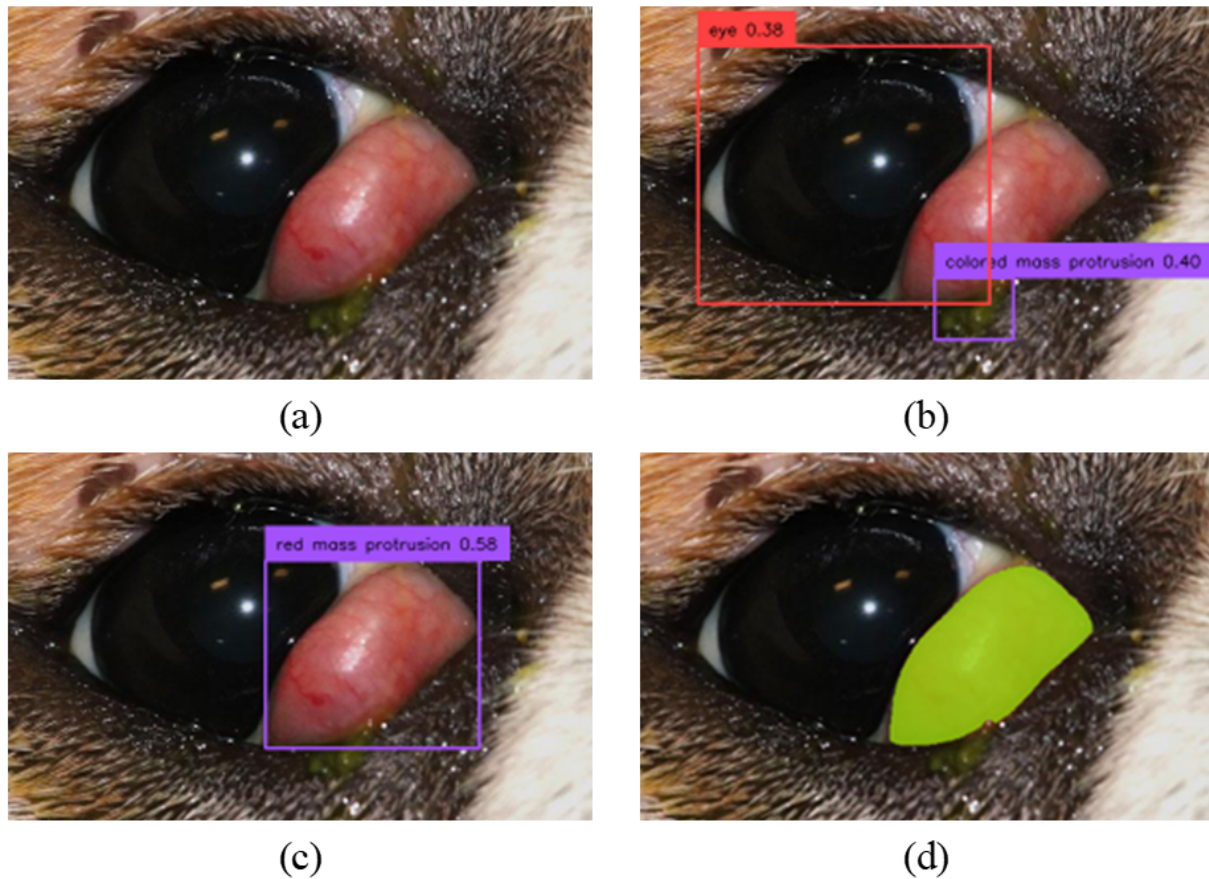 eye 0.38
colored mass protrusion 0.40
(a)
(b)
red mass protrusion 0.58
(c)
(d)